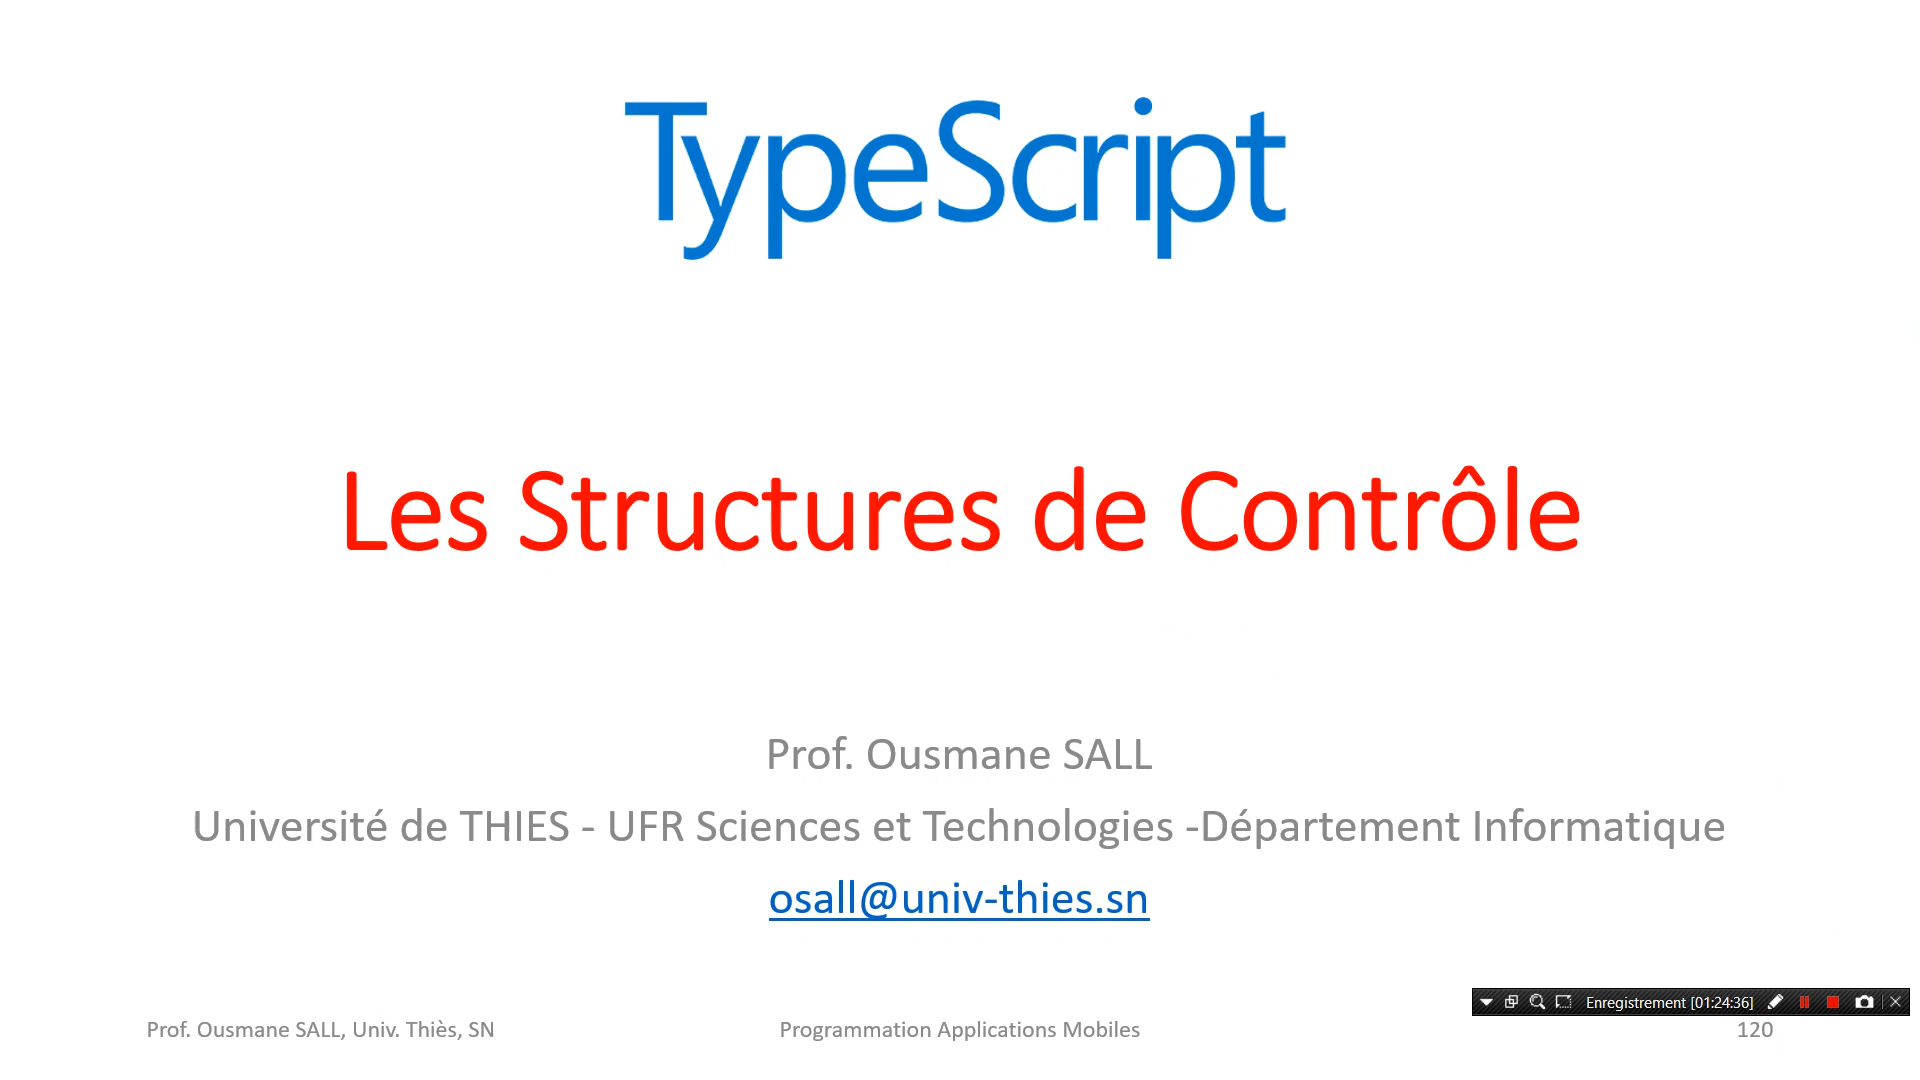 TypeScript
Les Structures de Contrôle
Prof. Ousmane SALL
Université de THIES - UFR Sciences et Technologies -Département Informatique
osall@univ-thies.sn
Enregistrement [01:24:36]
Prof. Ousmane SALL, Univ. Thiès, SN
Programmation Applications Mobiles
120